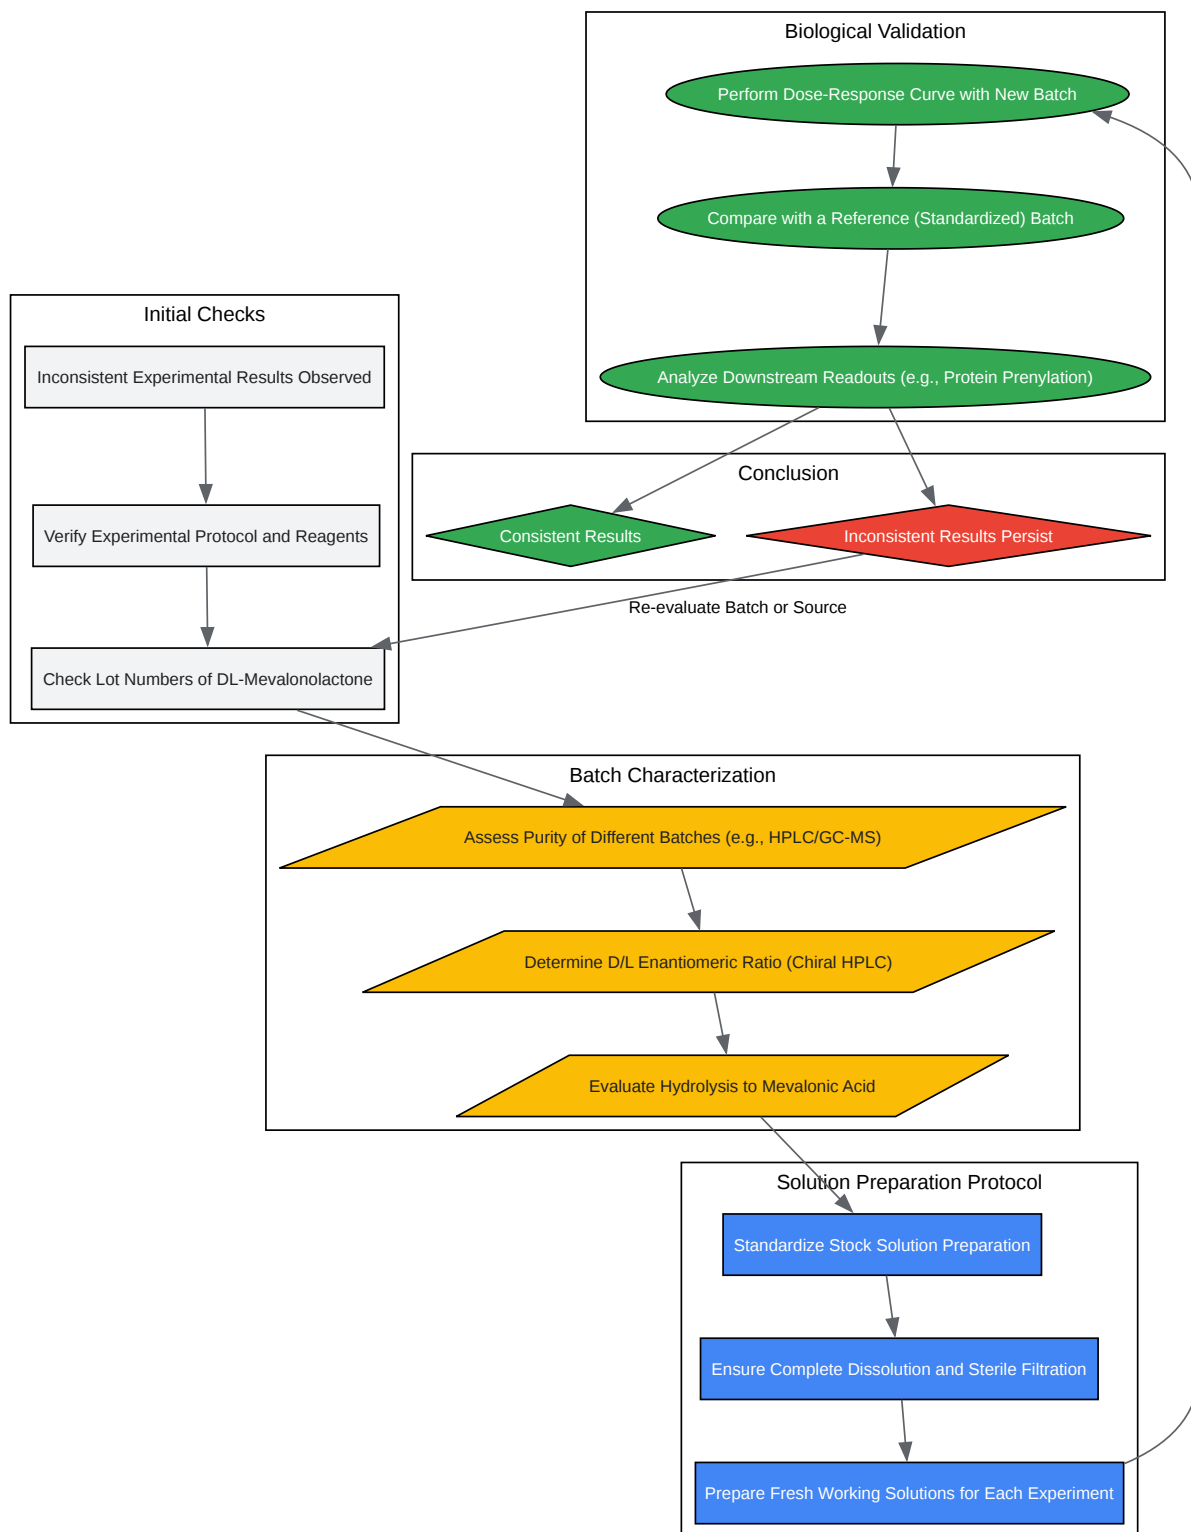 Biological Validation
Perform Dose-Response Curve with New Batch
Compare with a Reference (Standardized) Batch
Analyze Downstream Readouts (e.g., Protein Prenylation)
Initial Checks
Inconsistent Experimental Results Observed
Verify Experimental Protocol and Reagents
Check Lot Numbers of DL-Mevalonolactone
Conclusion
Consistent Results
Inconsistent Results Persist
Re-evaluate Batch or Source
Batch Characterization
Assess Purity of Different Batches (e.g., HPLC/GC-MS)
Determine D/L Enantiomeric Ratio (Chiral HPLC)
Evaluate Hydrolysis to Mevalonic Acid
Solution Preparation Protocol
Standardize Stock Solution Preparation
Ensure Complete Dissolution and Sterile Filtration
Prepare Fresh Working Solutions for Each Experiment